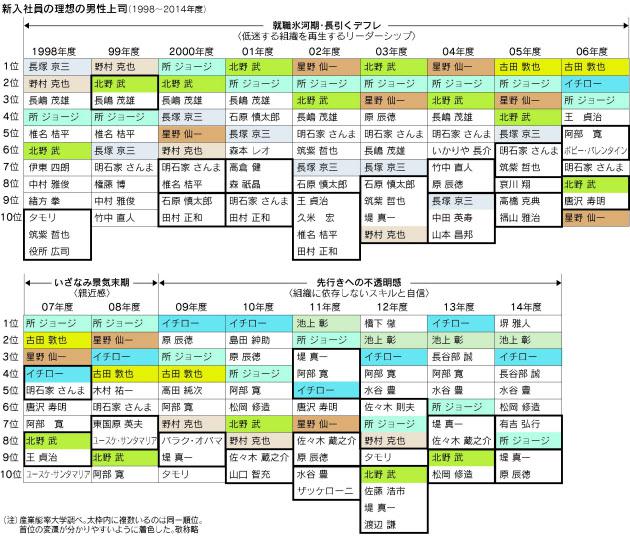 新入社員の理想の男性上司（1998～2014年度）
就職氷河期・長引くデフレ
〈低迷する組織を再生するリーダーシップ〉
1998年度 99年度 2000年度 01年度 02年度 03年度 04年度 05年度 06年度
1位 長塚 京三 野村 克也 所 ジョージ 北野 武 星野 仙一 北野 武 星野 仙一 古田 敦也 古田 敦也
2位 野村 克也 北野 武 北野 武 所 ジョージ 所 ジョージ 所 ジョージ 北野 武 所 ジョージ イチロー
3位 長嶋 茂雄 長嶋 茂雄 長嶋 茂雄 長嶋 茂雄 北野 武 星野 仙一 所 ジョージ 星野 仙一 所 ジョージ
4位 所 ジョージ 所 ジョージ 長塚 京三 石原 慎太郎 長嶋 茂雄 原 辰徳 長嶋 茂雄 北野 武 王 貞治
5位 椎名 桔平 椎名 桔平 星野 仙一 長塚 京三 明石家 さんま 明石家 さんま 明石家 さんま 長塚 京三 阿部 寛
6位 北野 武 長塚 京三 野村 克也 森本 レオ 筑紫 哲也 長嶋 茂雄 いかりや 長介 明石家 さんま ボビー・バレンタイン
7位 伊東 四朗 明石家 さんま 明石家 さんま 高倉 健 長塚 京三 長塚 京三 竹中 直人 筑紫 哲也 明石家 さんま
8位 中村 雅俊 権藤 博 椎名 桔平 森 祇晶 石原 慎太郎 石原 慎太郎 原 辰徳 哀川 翔 北野 武
9位 緒方 拳 中村 雅俊 石原 慎太郎 明石家 さんま 王 貞治 筑紫 哲也 長塚 京三 高橋 克典 唐沢 寿明
10位 タモリ 竹中 直人 田村 正和 田村 正和 久米 宏 堤 真一 中田 英寿 福山 雅治 星野 仙一
筑紫 哲也 椎名 桔平 野村 克也 山本 昌邦
役所 広司 田村 正和
いざなみ景気末期 先行きへの不透明感
〈親近感〉 〈組織に依存しないスキルと自信〉
07年度 08年度 09年度 10年度 11年度 12年度 13年度 14年度
1位 所 ジョージ 所 ジョージ イチロー イチロー 池上 彰 橋下 徹 イチロー 堺 雅人
2位 古田 敦也 星野 仙一 原 辰徳 島田 紳助 所 ジョージ 池上 彰 池上 彰 池上 彰
3位 星野 仙一 イチロー 所 ジョージ 原 辰徳 堤 真一 イチロー 長谷部 誠 イチロー
4位 イチロー 古田 敦也 古田 敦也 所 ジョージ 阿部 寛 阿部 寛 阿部 寛 長谷部 誠
5位 明石家 さんま 木村 祐一 高田 純次 阿部 寛 イチロー 水谷 豊 水谷 豊 水谷 豊
6位 唐沢 寿明 明石家 さんま 阿部 寛 松岡 修造 唐沢 寿明 佐々木 則夫 所 ジョージ 松岡 修造
7位 阿部 寛 東国原 英夫 野村 克也 北野 武 星野 仙一 所 ジョージ 堤 真一 有吉 弘行
8位 北野 武 ユースケ・サンタマリア バラク・オバマ 野村 克也 佐々木 蔵之介 野村 克也 佐々木 蔵之介 所 ジョージ
9位 王 貞治 北野 武 堤 真一 佐々木 蔵之介 原 辰徳 タモリ 北野 武 堤 真一
10位 ユースケ・サンタマリア 阿部 寛 タモリ 山口 智充 水谷 豊 北野 武 松岡 修造 原 辰徳
ザッケローニ 佐藤 浩市
堤 真一
渡辺 謙
（注）産業能率大学調べ。太枠内に複数いるのは同一順位。
首位の変遷が分かりやすいように着色した。敬称略